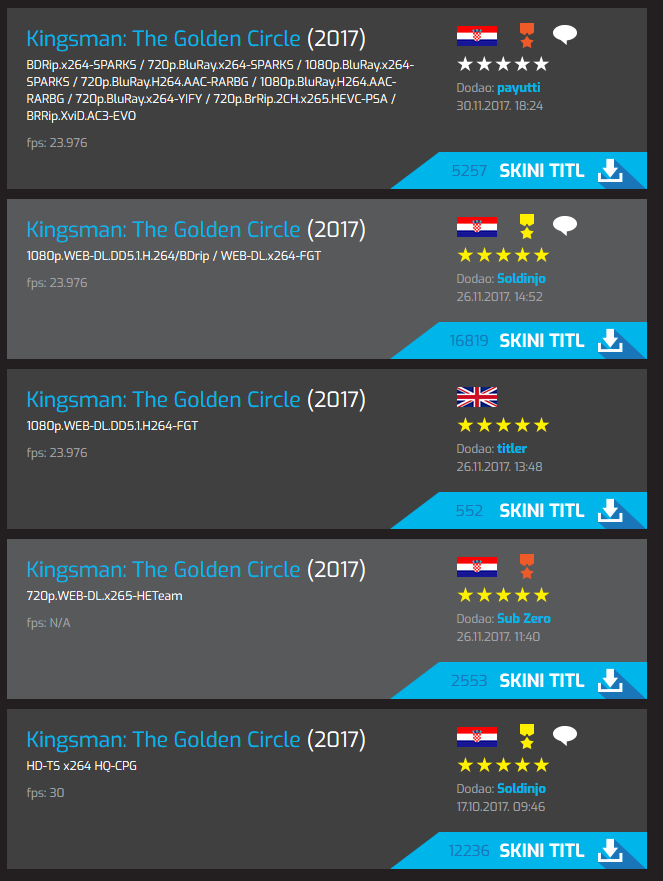 Kingsman: The Golden Circle (2017)
BDRip.x264-SPARKS / 720p.BluRay.x264-SPARKS / 1080p.BluRay.x264-
SPARKS / 720p.BluRay.H264.AAC-RARBG / 1080p.BluRay.H264.AAC-
RARBG / 720p.BluRay.x264-YIFY / 720p.BrRip.2CH.x265.HEVC-PSA /
BRRip.XviD.AC3-EVO
fps: 23.976
Dodao: payutti
30.11.2017. 18:24
5257 SKINI TITL
Kingsman: The Golden Circle (2017)
1080p.WEB-DL.DD5.1.H.264/BDrip / WEB-DL.x264-FGT
fps: 23.976
Dodao: Soldinjo
26.11.2017. 14:52
16819 SKINI TITL
Kingsman: The Golden Circle (2017)
1080p.WEB-DL.DD5.1.H264-FGT
fps: 23.976
Dodao: titler
26.11.2017. 13:48
552 SKINI TITL
Kingsman: The Golden Circle (2017)
720p.WEB-DL.x265-HETeam
fps: N/A
Dodao: Sub Zero
26.11.2017. 11:40
2553 SKINI TITL
Kingsman: The Golden Circle (2017)
HD-TS x264 HQ-CPG
fps: 30
Dodao: Soldinjo
17.10.2017. 09:46
12236 SKINI TITL